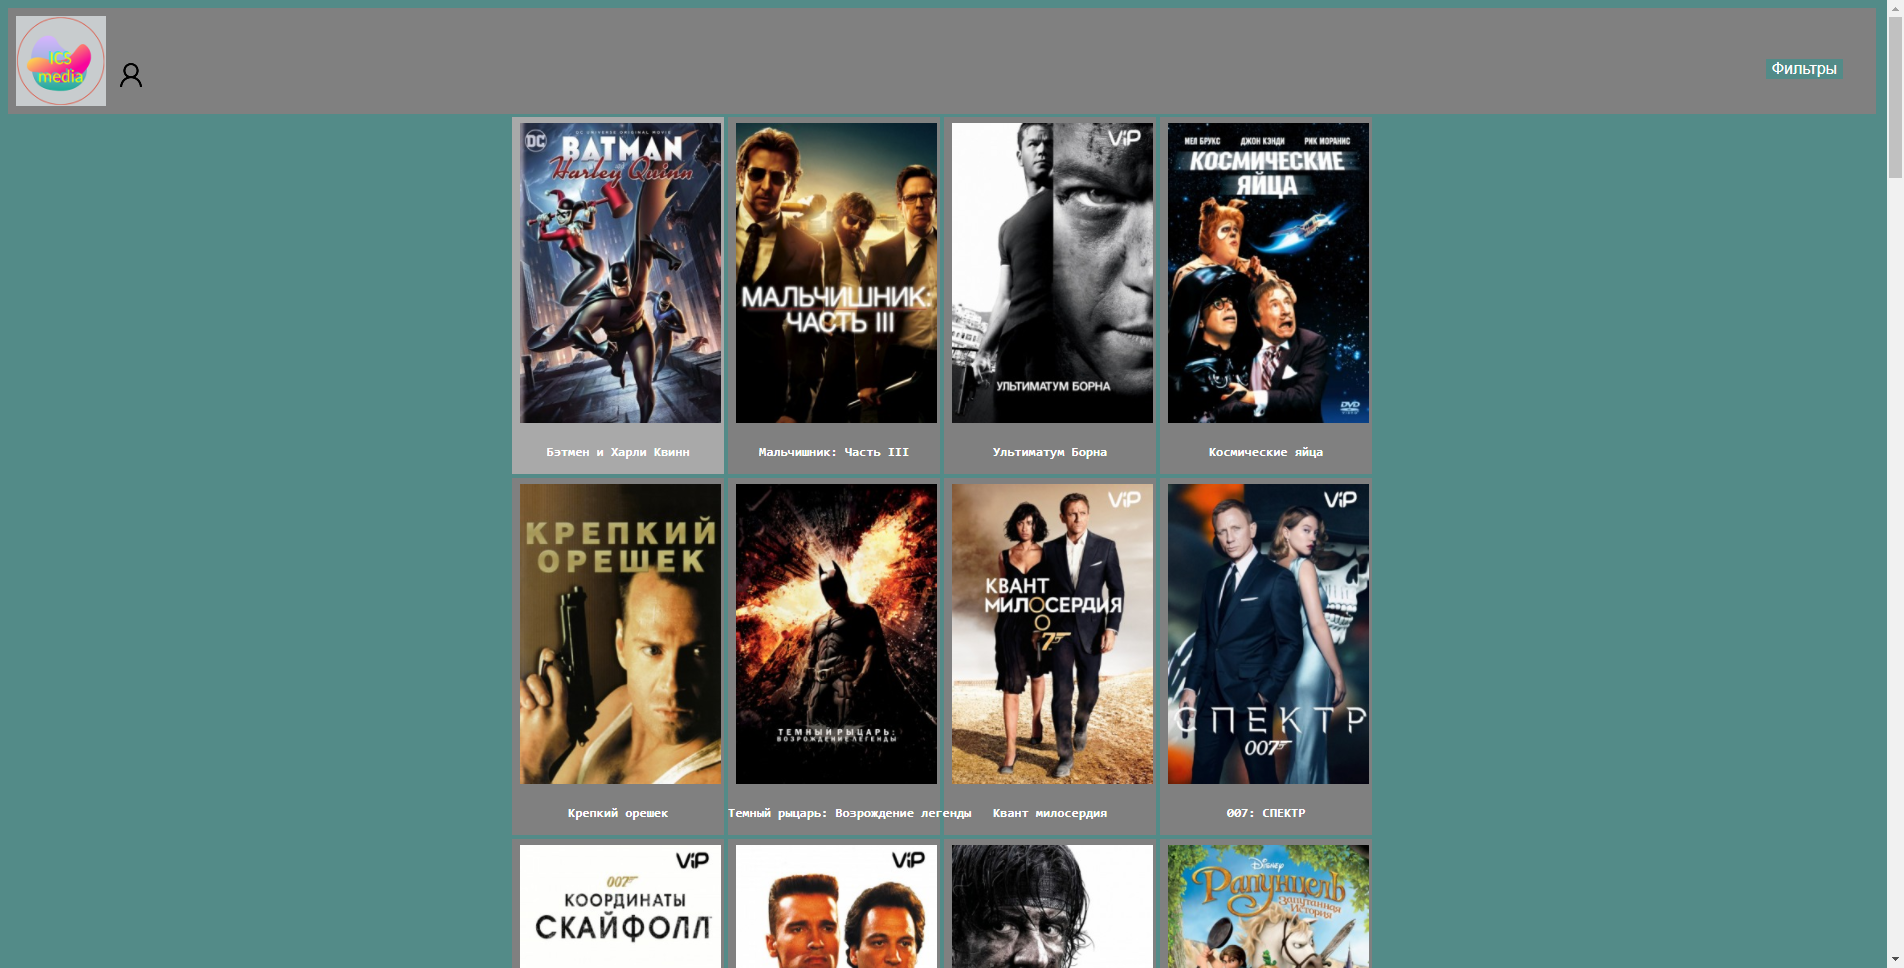 ICS
media
Фильтры
DC
DC UNIVERSE ORIGINAL MOVIE
BATMAN
Harley Quinn
МАЛЬЧИШНИК:
ЧАСТЬ III
ViP
УЛЬТИМАТУМ БОРНА
МЕЛ БРУКС ДЖОН КЭНДИ РИК МОРАНИС
КОСМИЧЕСКИЕ
ЯЙЦА
DVD
Бэтмен и Харли Квинн
Мальчишник: Часть III
Ультиматум Борна
Космические яйца
КРЕПКИЙ
ОРЕШЕК
ТЕМНЫЙ РЫЦАРЬ:
ВОЗРОЖДЕНИЕ ЛЕГЕНДЫ
ViP
КВАНТ
МИЛОСЕРДИЯ
007
ViP
СПЕКТР
007
Крепкий орешек
Темный рыцарь: Возрождение легенды
Квант милосердия
007: СПЕКТР
ViP
007
КООРДИНАТЫ
СКАЙФОЛЛ
ViP
Disney
Рапунцель
Запутанная
История